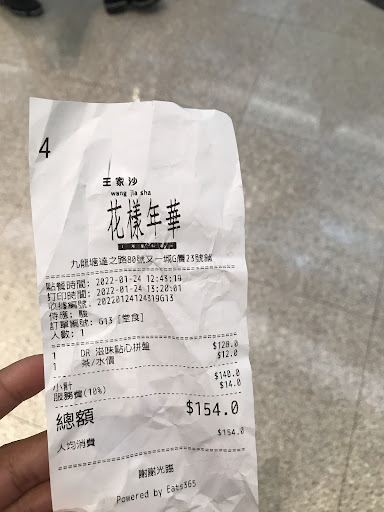 4
王家沙
wang jia sha
花樣年華
九龍塘達之路80號又一城G層23號舖
點餐時間: 2022-01-24 12:43:19
打印時間: 2022-01-24 13:20:01
收據編號: 20220124124319G13
侍應: 駿
訂單編號: G13 [堂食]
人數: 1
1 DR 滋味點心拼盤 $128.0
1 茶/水價 $12.0
小計 $140.0
服務費(10%) $14.0
總額 $154.0
人均消費 $154.0
謝謝光臨
Powered by Eats365